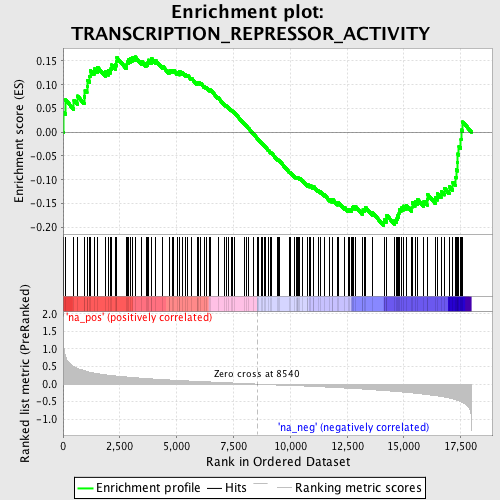 Enrichment plot:
TRANSCRIPTION_REPRESSOR_ACTIVITY
Enrichment score (ES)
0.15
0.10
0.05
0.00
-0.05
-0.10
-0.15
-0.20
'na_pos' (positively correlated)
Ranked list metric (PreRanked)
2.0
1.5
1.0
0.5
0.0
-0.5
-1.0
Zero cross at 8540
'na_neg' (negatively correlated)
0
2,500
5,000
7,500
10,000
12,500
15,000
17,500
Rank in Ordered Dataset
Enrichment profile
Hits
Ranking metric scores